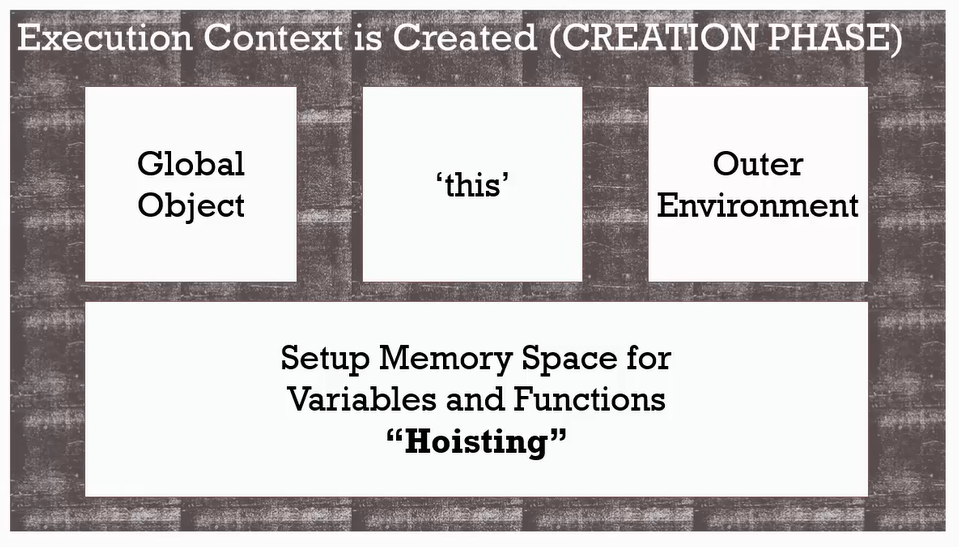 Execution Context is Created (CREATION PHASE)
Global
Object
‘this’
Outer
Environment
Setup Memory Space for
Variables and Functions
“Hoisting”